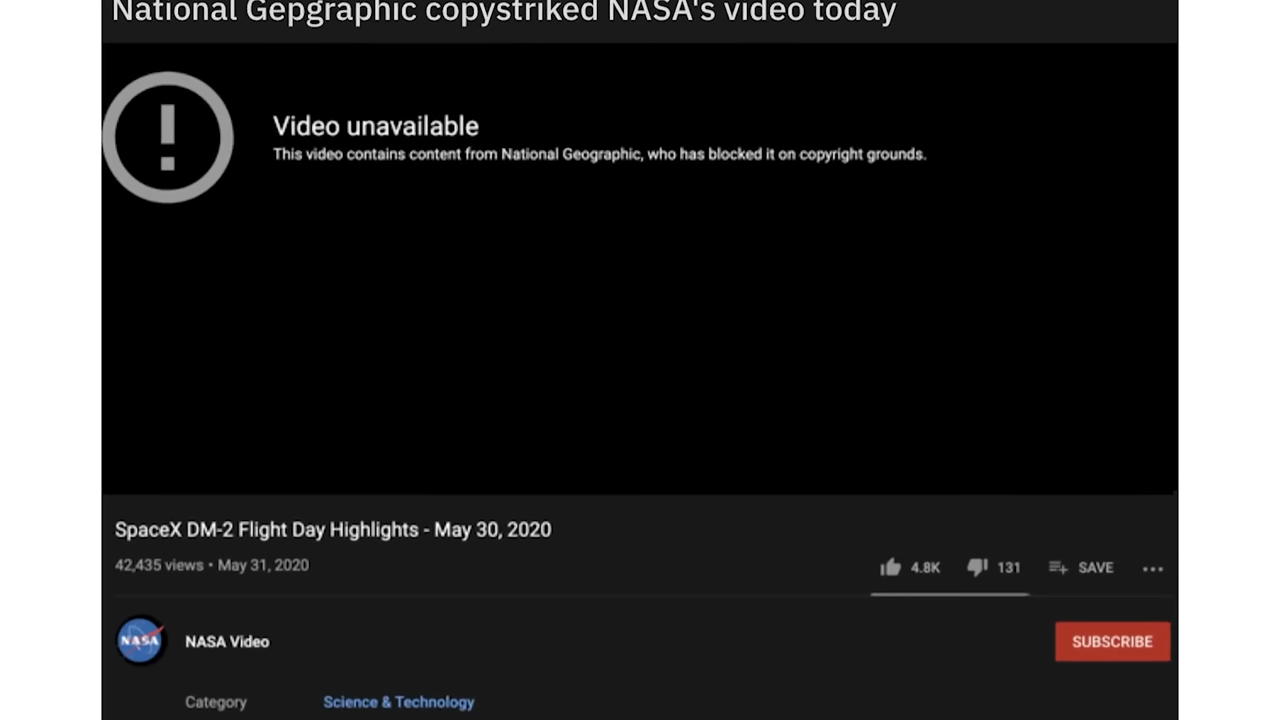 National Gepgraphic copystriked NASA's video today
Video unavailable
This video contains content from National Geographic, who has blocked it on copyright grounds.
SpaceX DM-2 Flight Day Highlights - May 30, 2020
42,435 views • May 31, 2020
4.8K 131 SAVE
NASA NASA Video SUBSCRIBE
Category Science & Technology